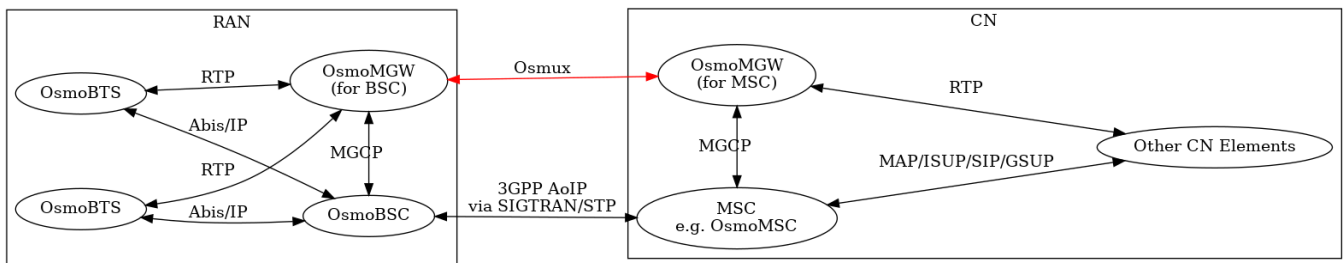 RAN
CN
OsmoBTS
RTP
OsmoMGW
(for BSC)
Osmux
OsmoMGW
(for MSC)
RTP
Abis/IP
MGCP
RTP
MGCP
Other CN Elements
MAP/ISUP/SIP/GSUP
OsmoBTS
Abis/IP
OsmoBSC
3GPP AoIP
via SIGTRAN/STP
MSC
e.g. OsmoMSC